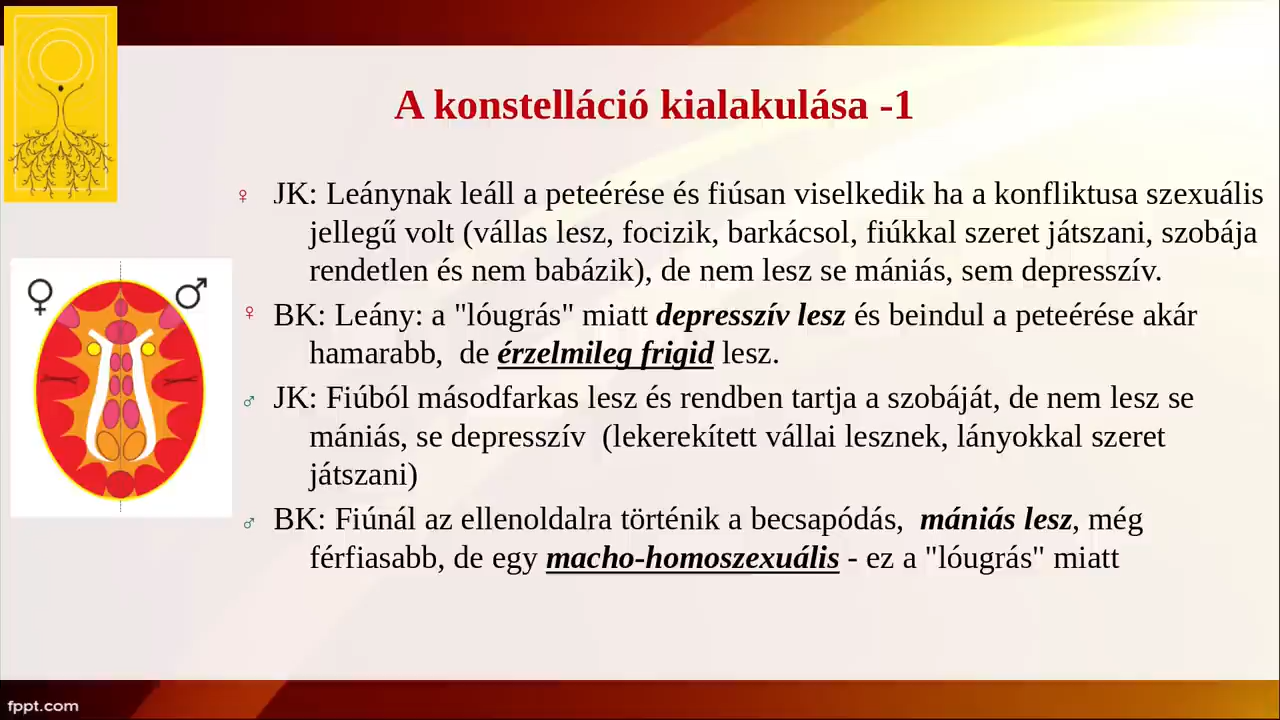 A konstelláció kialakulása -1
♀ JK: Leánynak leáll a peteérése és fiúsan viselkedik ha a konfliktusa szexuális
jellegű volt (vállas lesz, focizik, barkácsol, fiúkkal szeret játszani, szobája
rendetlen és nem babázik), de nem lesz se mániás, sem depresszív.
♀ BK: Leány: a "lóugrás" miatt depresszív lesz és beindul a peteérése akár
hamarabb, de érzelmileg frigid lesz.
♂ JK: Fiúból másodfarkas lesz és rendben tartja a szobáját, de nem lesz se
mániás, se depresszív (lekerekített vállai lesznek, lányokkal szeret
játszani)
♂ BK: Fiúnál az ellenoldalra történik a becsapódás, mániás lesz, még
férfiasabb, de egy macho-homoszexuális - ez a "lóugrás" miatt
fppt.com